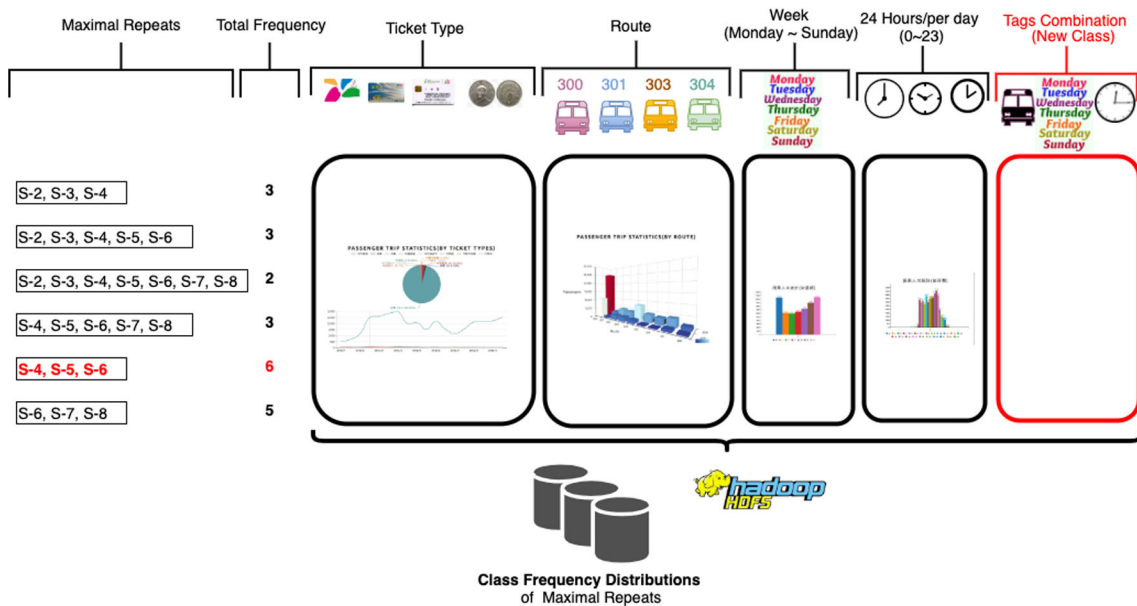 Maximal Repeats
Total Frequency
Ticket Type
Route
Week
(Monday ~ Sunday)
24 Hours/per day
(0~23)
Tags Combination
(New Class)
300 301 303 304
Monday
Tuesday
Wednesday
Thursday
Friday
Saturday
Sunday
Monday
Tuesday
Wednesday
Thursday
Friday
Saturday
Sunday
S-2, S-3, S-4
3
S-2, S-3, S-4, S-5, S-6
3
S-2, S-3, S-4, S-5, S-6, S-7, S-8
2
S-4, S-5, S-6, S-7, S-8
3
S-4, S-5, S-6
6
S-6, S-7, S-8
5
PASSENGER TRIP STATISTICS(BY TICKET TYPES)
PASSENGER TRIP STATISTICS(BY ROUTE)
Passengers
Route
hadoop
HDFS
Class Frequency Distributions
of Maximal Repeats